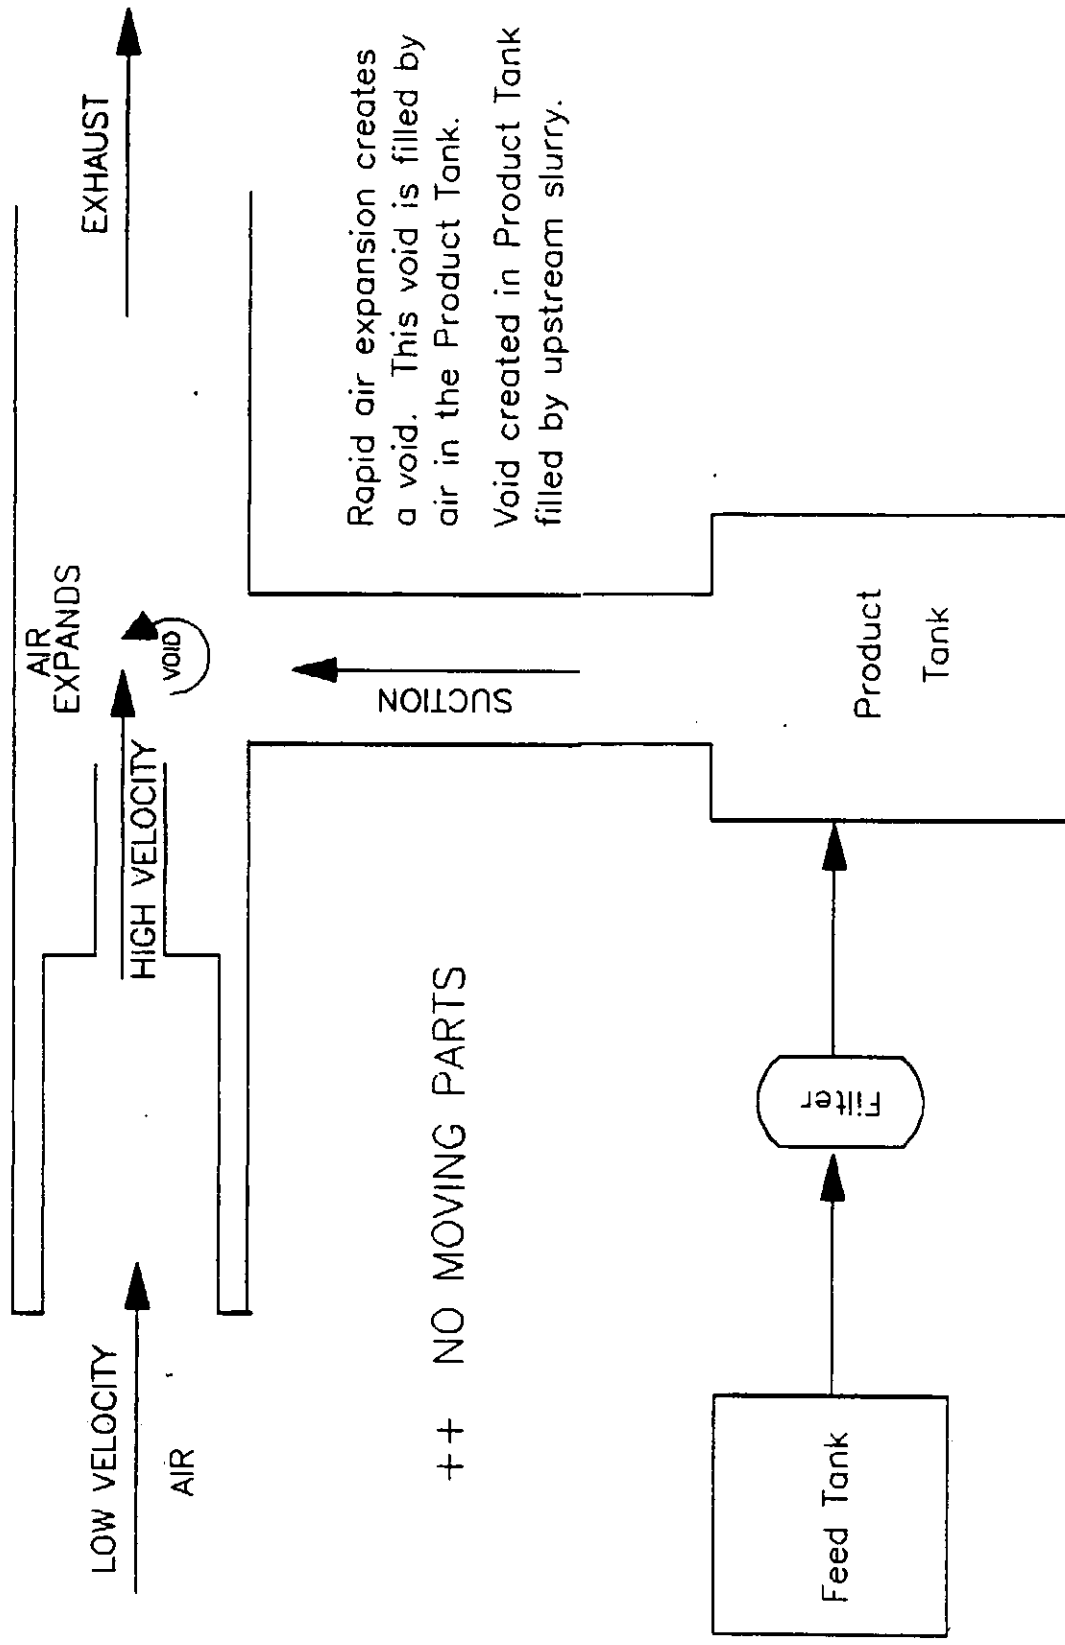 LOW VELOCITY
AIR
HIGH VELOCITY
AIR
EXPANDS
VOID
EXHAUST
SUCTION
Rapid air expansion creates
a void. This void is filled by
air in the Product Tank.
Void created in Product Tank
filled by upstream slurry.
++ NO MOVING PARTS
Feed Tank
Filter
Product
Tank